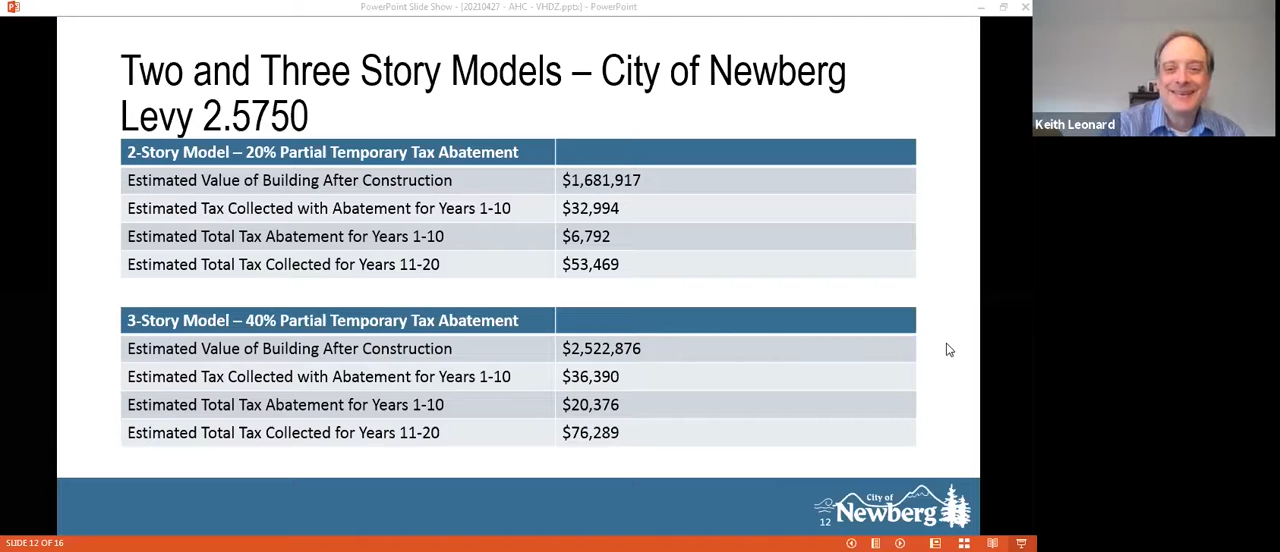 PowerPoint Slide Show - [20210427 - AHC - VHDZ.pptx] - PowerPoint
Two and Three Story Models – City of Newberg
Levy 2.5750
2-Story Model – 20% Partial Temporary Tax Abatement
Estimated Value of Building After Construction $1,681,917
Estimated Tax Collected with Abatement for Years 1-10 $32,994
Estimated Total Tax Abatement for Years 1-10 $6,792
Estimated Total Tax Collected for Years 11-20 $53,469
3-Story Model – 40% Partial Temporary Tax Abatement
Estimated Value of Building After Construction $2,522,876
Estimated Tax Collected with Abatement for Years 1-10 $36,390
Estimated Total Tax Abatement for Years 1-10 $20,376
Estimated Total Tax Collected for Years 11-20 $76,289
City of
Newberg
12
SLIDE 12 OF 16
Keith Leonard